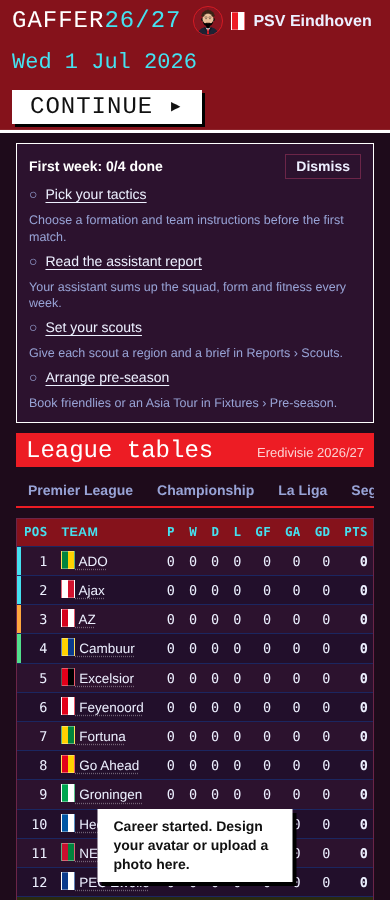 GAFFER26/27 PSV Eindhoven
Wed 1 Jul 2026
CONTINUE ▶
First week: 0/4 done Dismiss
○ Pick your tactics
Choose a formation and team instructions before the first
match.
○ Read the assistant report
Your assistant sums up the squad, form and fitness every
week.
○ Set your scouts
Give each scout a region and a brief in Reports › Scouts.
○ Arrange pre-season
Book friendlies or an Asia Tour in Fixtures › Pre-season.
League tables Eredivisie 2026/27
Premier League Championship La Liga
POS TEAM P W D L GF GA GD PTS
1 ADO 0 0 0 0 0 0 0 0
2 Ajax 0 0 0 0 0 0 0 0
3 AZ 0 0 0 0 0 0 0 0
4 Cambuur 0 0 0 0 0 0 0 0
5 Excelsior 0 0 0 0 0 0 0 0
6 Feyenoord 0 0 0 0 0 0 0 0
7 Fortuna 0 0 0 0 0 0 0 0
8 Go Ahead 0 0 0 0 0 0 0 0
9 Groningen 0 0 0 0 0 0 0 0
10 0 0 0
11 0 0
12 0 0
Career started. Design
your avatar or upload a
photo here.